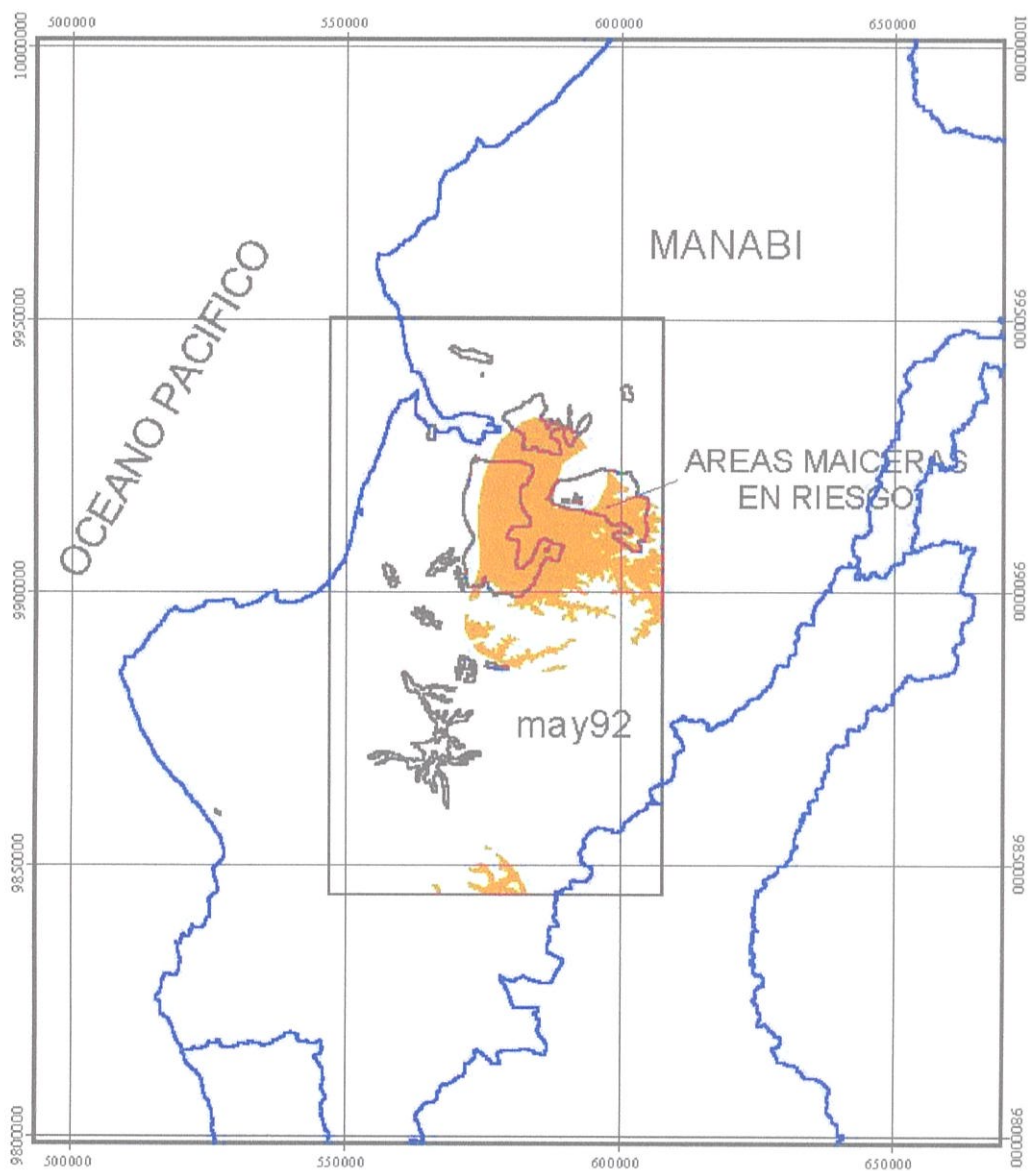 500000 550000 600000 650000
10000000 10000000
MANABI
OCEANO PACIFICO
9950000 9950000
AREAS MAICERAS
EN RIESGO
9900000 9900000
may92
9850000 9850000
9800000 9800000
500000 550000 600000 650000